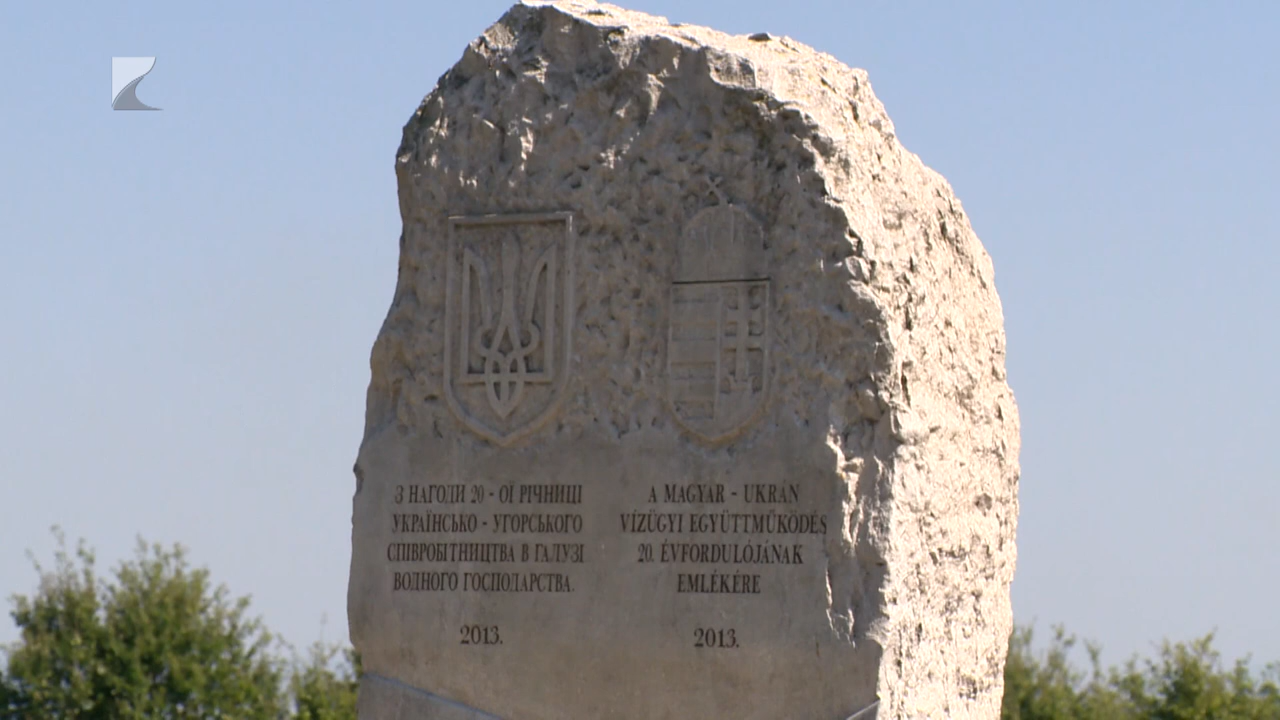 З НАГОДИ 20 - ОЇ РІЧНИЦІ
УКРАЇНСЬКО - УГОРСЬКОГО
СПІВРОБІТНИЦТВА В ГАЛУЗІ
ВОДНОГО ГОСПОДАРСТВА.
2013.
A MAGYAR - UKRÁN
VÍZÜGYI EGYÜTTMŰKÖDÉS
20. ÉVFORDULÓJÁNAK
EMLÉKÉRE
2013.